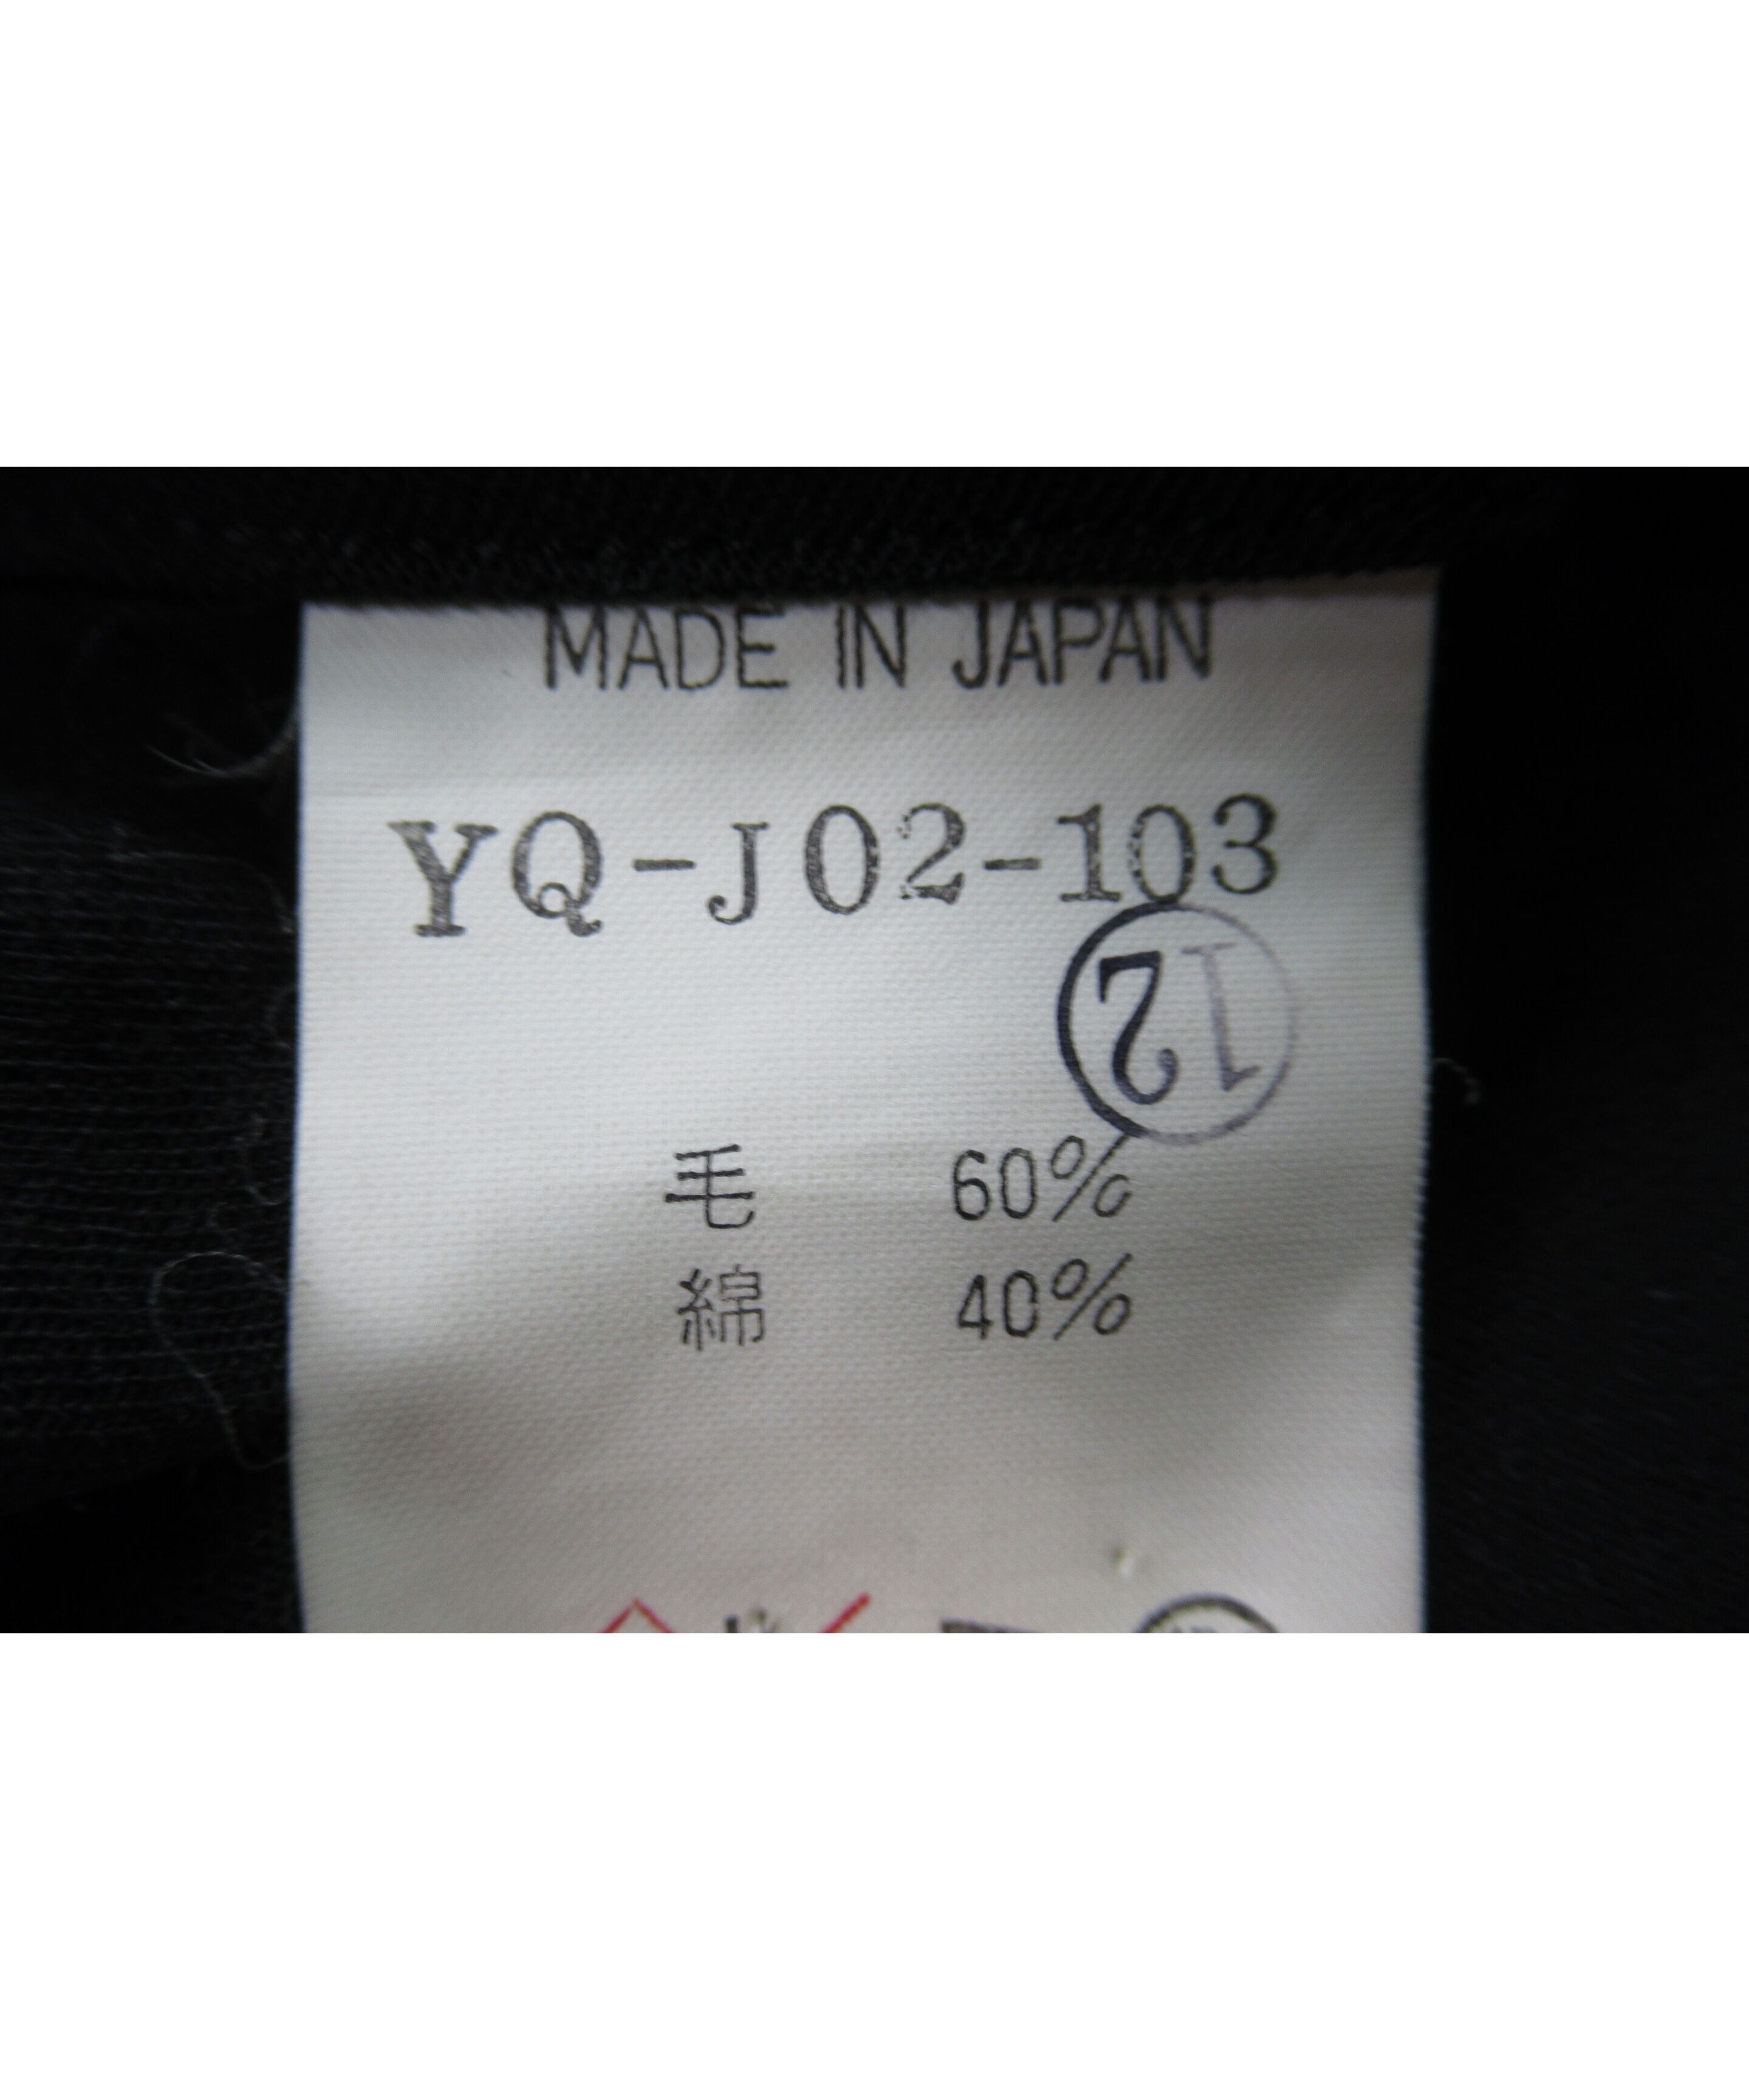 MADE IN JAPAN
YQ-J02-103
12
毛 60%
綿 40%